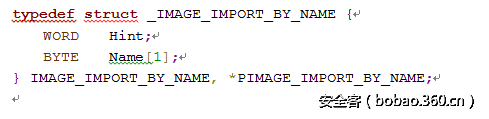 typedef struct _IMAGE_IMPORT_BY_NAME {
    WORD    Hint;
    BYTE    Name[1];
} IMAGE_IMPORT_BY_NAME, *PIMAGE_IMPORT_BY_NAME;
安全客（bobao.360.cn）